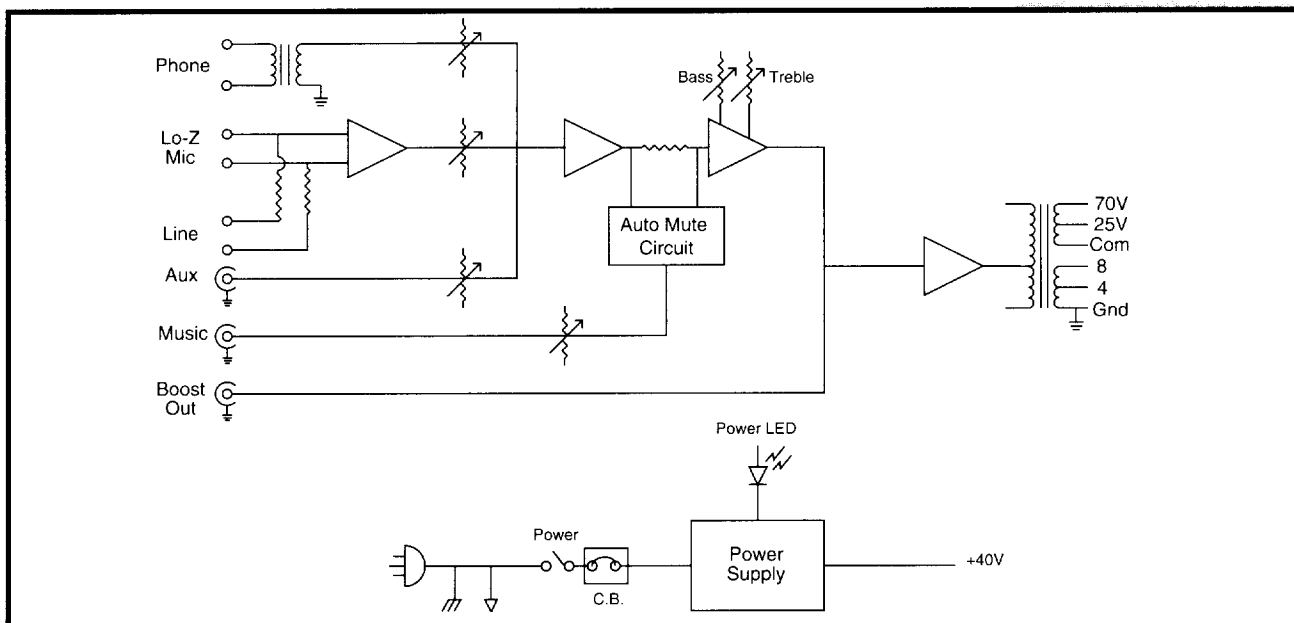 Phone
Lo-Z
Mic
Line
Aux
Music
Boost
Out
Bass
Treble
Auto Mute
Circuit
70V
25V
Com
8
4
Gnd
Power LED
Power
C.B.
Power
Supply
+40V